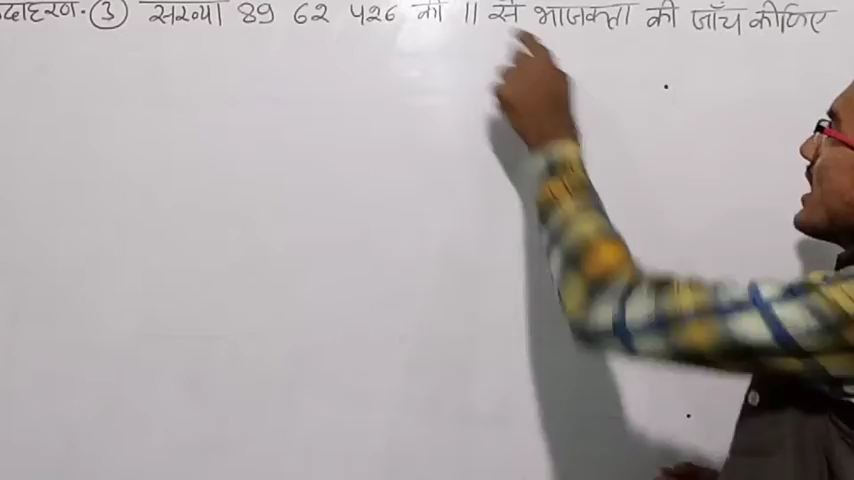 उदाहरण. ③ संख्या 89 62 426 की 11 से भाजकता की जाँच कीजिए